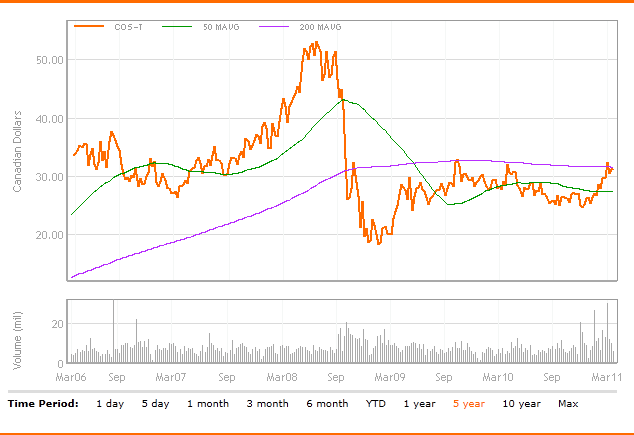 COS-T 50 MAVG 200 MAVG
50.00
40.00
30.00
20.00
Canadian Dollars
20
0
Volume (mil)
Mar06 Sep Mar07 Sep Mar08 Sep Mar09 Sep Mar10 Sep Mar11
Time Period: 1 day 5 day 1 month 3 month 6 month YTD 1 year 5 year 10 year Max